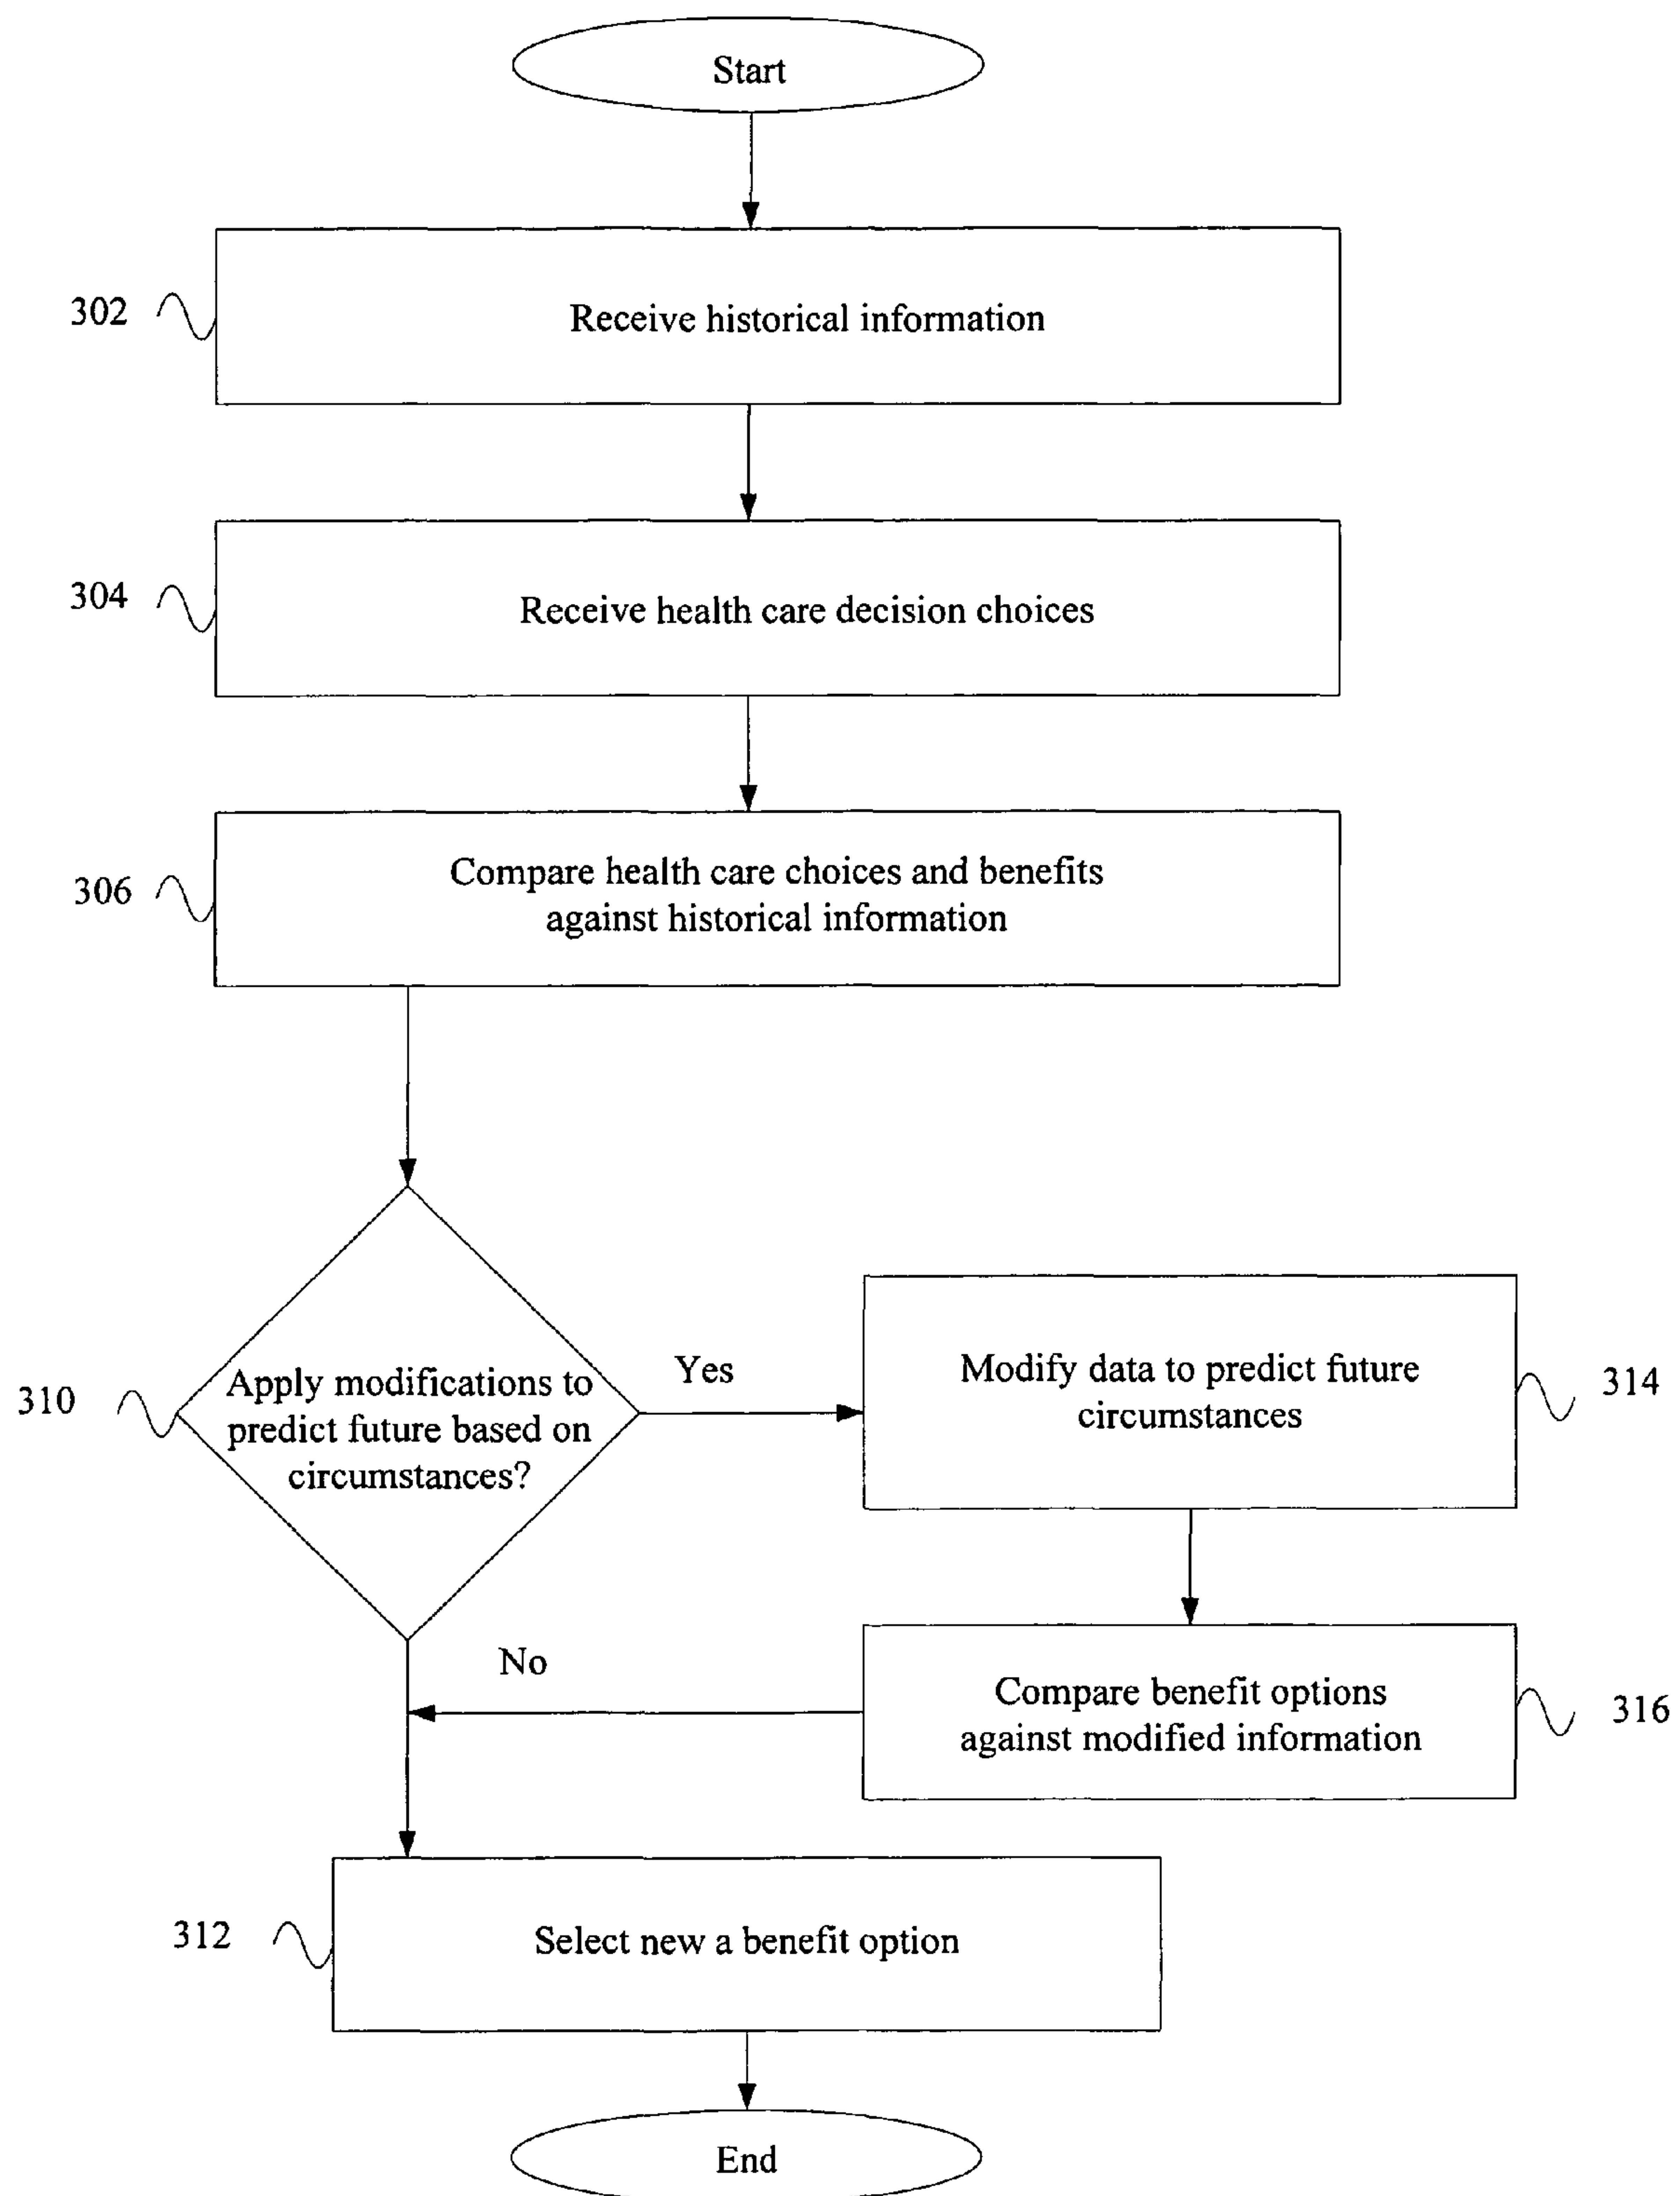 Start
302
Receive historical information
304
Receive health care decision choices
306
Compare health care choices and benefits
against historical information
310
Apply modifications to
predict future based on
circumstances?
Yes
Modify data to predict future
circumstances
314
No
Compare benefit options
against modified information
316
312
Select new a benefit option
End